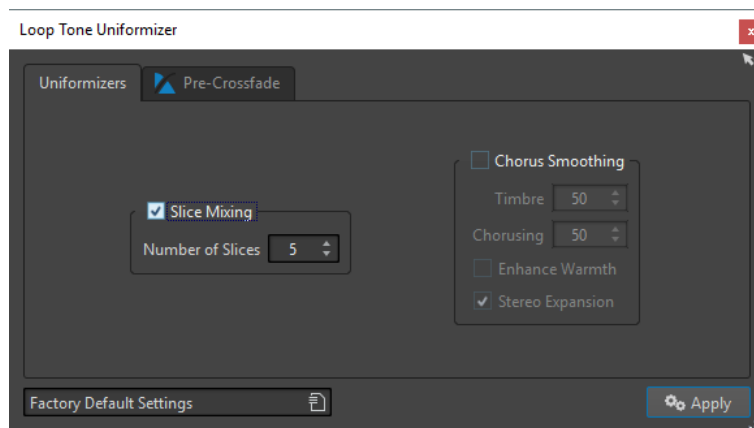 Loop Tone Uniformizer
Uniformizers
Pre-Crossfade
Slice Mixing
Number of Slices 5
Chorus Smoothing
Timbre 50
Chorusing 50
Enhance Warmth
Stereo Expansion
Factory Default Settings
Apply